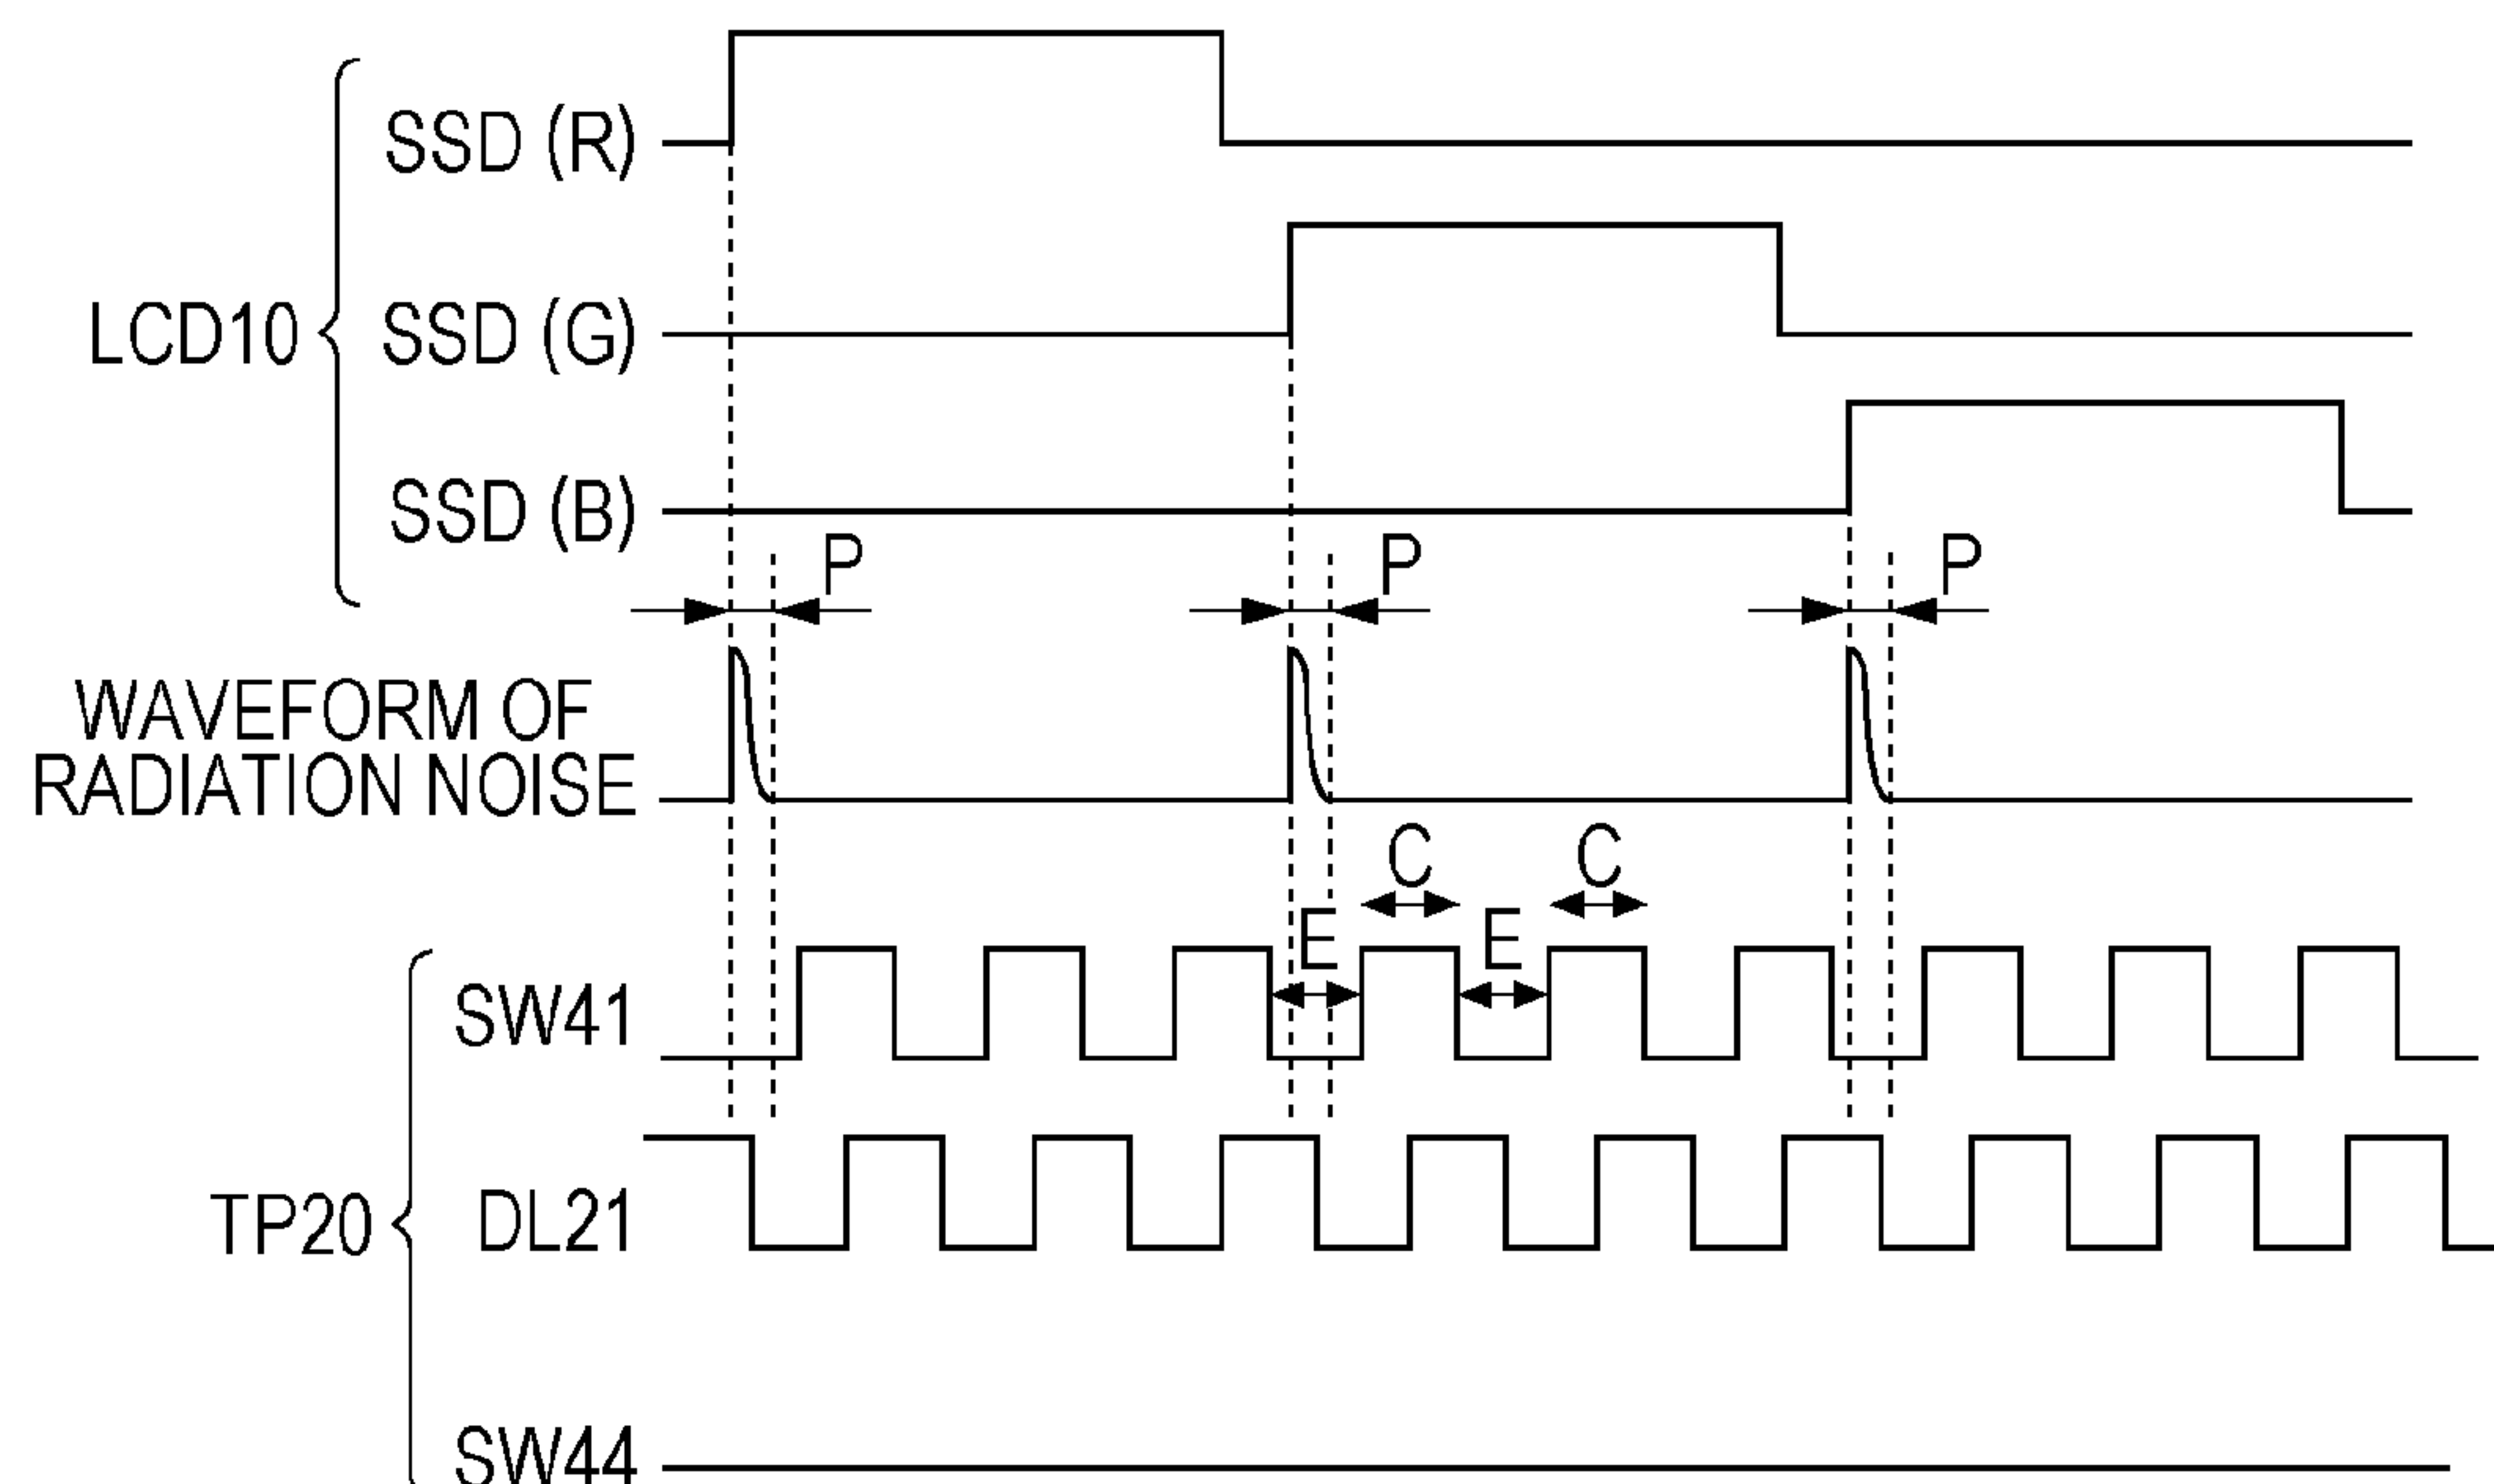 SSD (R)
LCD10
SSD (G)
SSD (B)
P
P
P
WAVEFORM OF
RADIATION NOISE
C
C
E
E
SW41
TP20
DL21
SW44